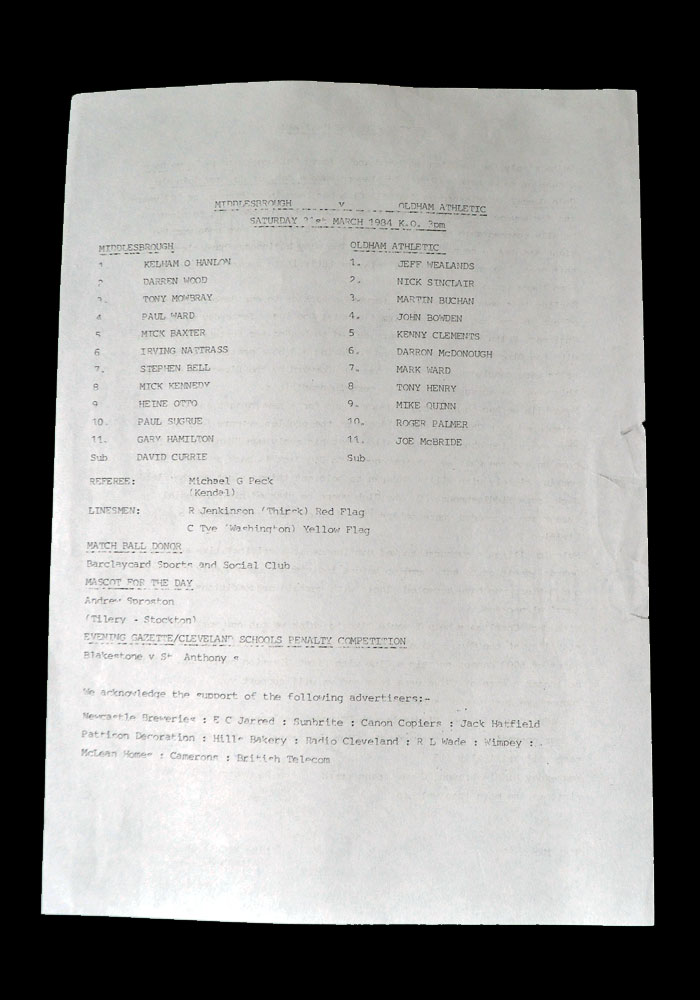 MIDDLESBROUGH v OLDHAM ATHLETIC
SATURDAY 31st MARCH 1984 K.O. 3pm
MIDDLESBROUGH OLDHAM ATHLETIC
1 KELHAM O HANLON 1. JEFF WEALANDS
2 DARREN WOOD 2. NICK SINCLAIR
3. TONY MOWBRAY 3. MARTIN BUCHAN
4 PAUL WARD 4. JOHN BOWDEN
5 MICK BAXTER 5 KENNY CLEMENTS
6 IRVING NATTRASS 6. DARRON McDONOUGH
7. STEPHEN BELL 7. MARK WARD
8 MICK KENNEDY 8 TONY HENRY
9 HEINE OTTO 9. MIKE QUINN
10. PAUL SUGRUE 10. ROGER PALMER
11. GARY HAMILTON 11. JOE McBRIDE
Sub DAVID CURRIE Sub
REFEREE: Michael G Peck
(Kendal)
LINESMEN: R Jenkinson (Thirsk) Red Flag
C Tye (Washington) Yellow Flag
MATCH BALL DONOR
Barclaycard Sports and Social Club
MASCOT FOR THE DAY
Andrew Sproston
(Tilery - Stockton)
EVENING GAZETTE/CLEVELAND SCHOOLS PENALTY COMPETITION
Blakestone v St Anthony s
We acknowledge the support of the following advertisers:-
Newcastle Breweries : E C Jarred : Sunbrite : Canon Copiers : Jack Hatfield
Pattison Decoration : Hills Bakery : Radio Cleveland : R L Wade : Wimpey :
McLean Homes : Camerons : British Telecom